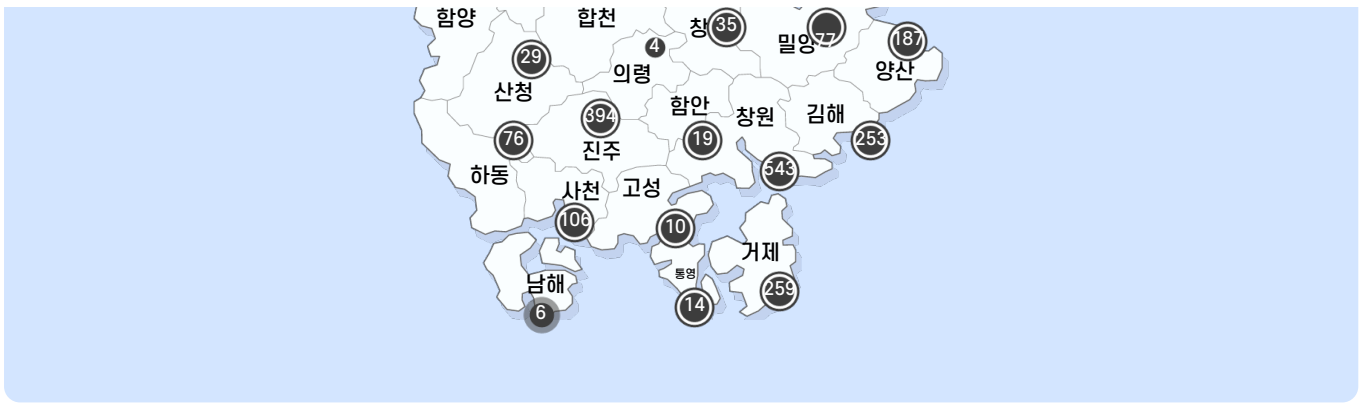 함양
합천
창
35
밀양
77
187
양산
29
산청
4
의령
394
진주
함안
19
창원
김해
253
76
하동
543
사천
106
고성
10
거제
259
통영
14
남해
6